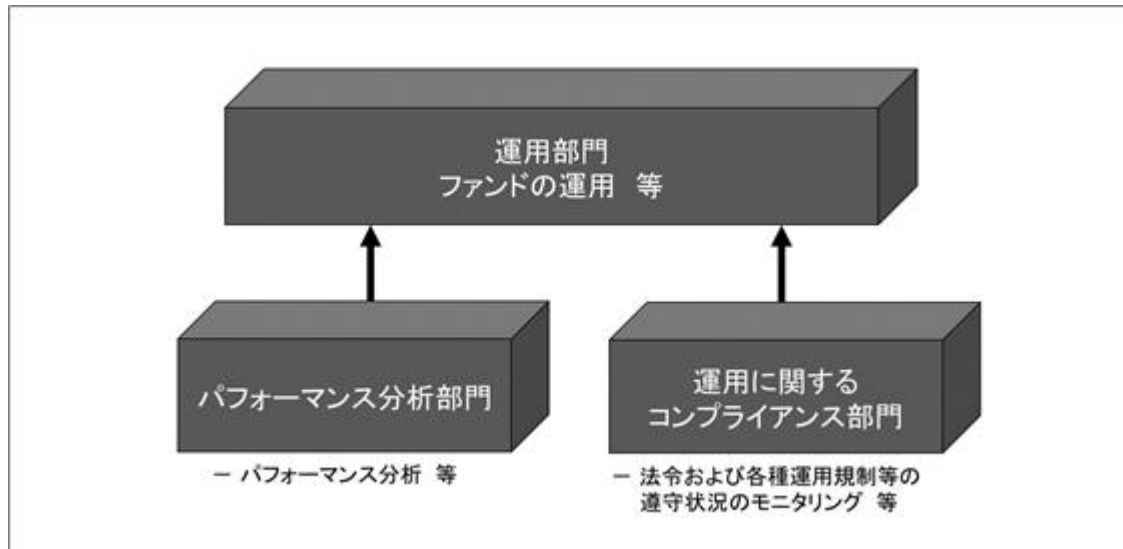 運用部門
ファンドの運用 等
パフォーマンス分析部門
− パフォーマンス分析 等
運用に関する
コンプライアンス部門
− 法令および各種運用規制等の
遵守状況のモニタリング 等